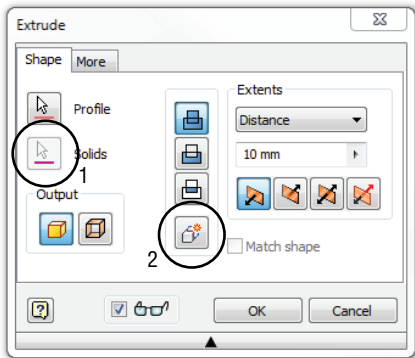 Extrude
Shape More
Profile
Solids
1
Output
2
Extents
Distance
10 mm
Match shape
?
OK
Cancel